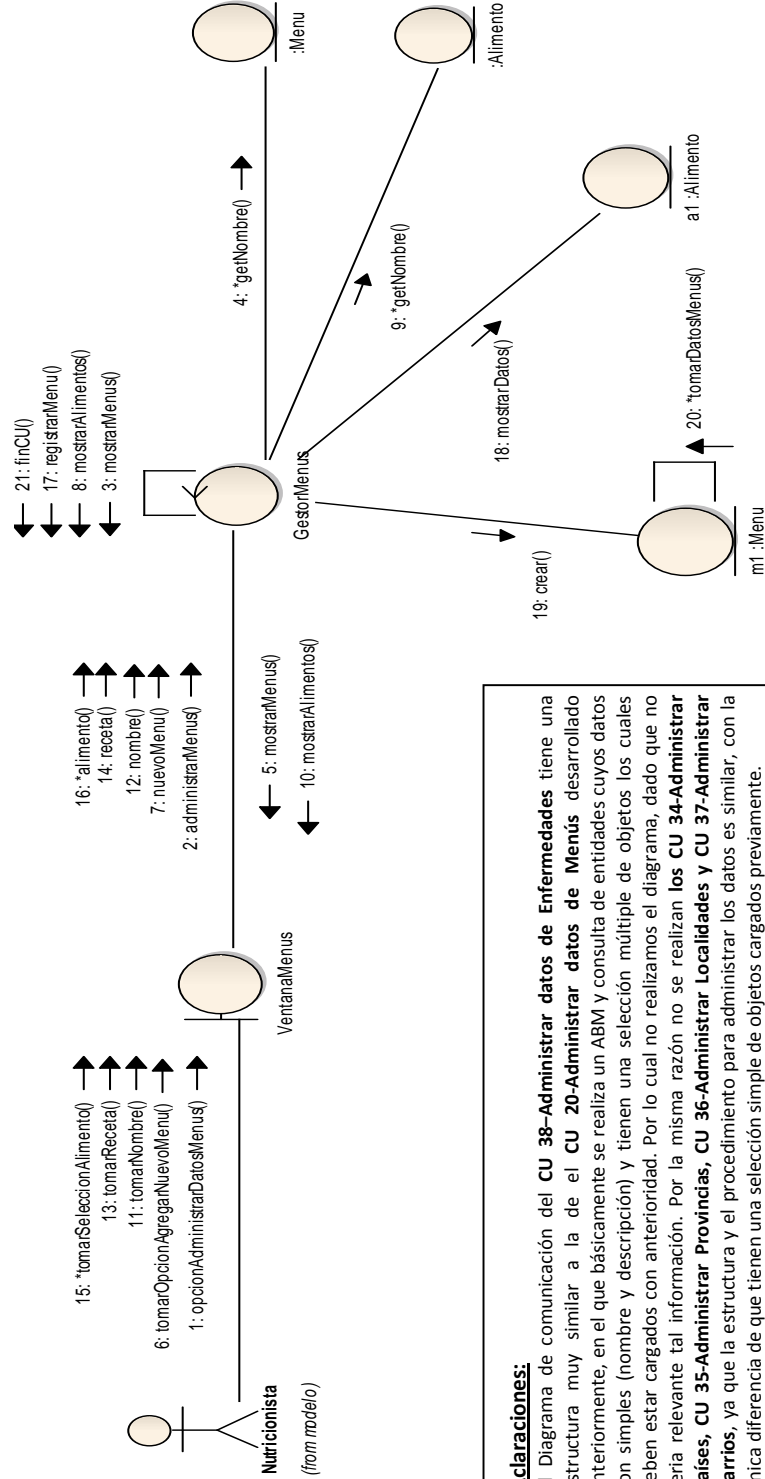 21: finCU()
17: registrarMenu()
8: mostrarAlimentos()
3: mostrarMenus()
16: *alimento()
14: receta()
12: nombre()
7: nuevoMenu()
2: administrarMenus()
15: *tomarSeleccionAlimento()
13: tomarReceta()
11: tomarNombre()
6: tomarOpcionAgregarNuevoMenu()
1: opcionAdministrarDatosMenus()
Nutricionista
(from modelo)
VentanaMenus
5: mostrarMenus()
10: mostrarAlimentos()
GestorMenus
4: *getNombre()
:Menu
9: *getNombre()
:Alimento
18: mostrarDatos()
a1 :Alimento
19: crear()
20: *tomarDatosMenus()
m1 :Menu
claraciones:
l Diagrama de comunicación del CU 38–Administrar datos de Enfermedades tiene una
structura muy similar a la de el CU 20-Administrar datos de Menús desarrollado
nteriormente, en el que básicamente se realiza un ABM y consulta de entidades cuyos datos
on simples (nombre y descripción) y tienen una selección múltiple de objetos los cuales
eben estar cargados con anterioridad. Por lo cual no realizamos el diagrama, dado que no
ería relevante tal información. Por la misma razón no se realizan los CU 34-Administrar
aíses, CU 35-Administrar Provincias, CU 36-Administrar Localidades y CU 37-Administrar
arrios, ya que la estructura y el procedimiento para administrar los datos es similar, con la
nica diferencia de que tienen una selección simple de objetos cargados previamente.